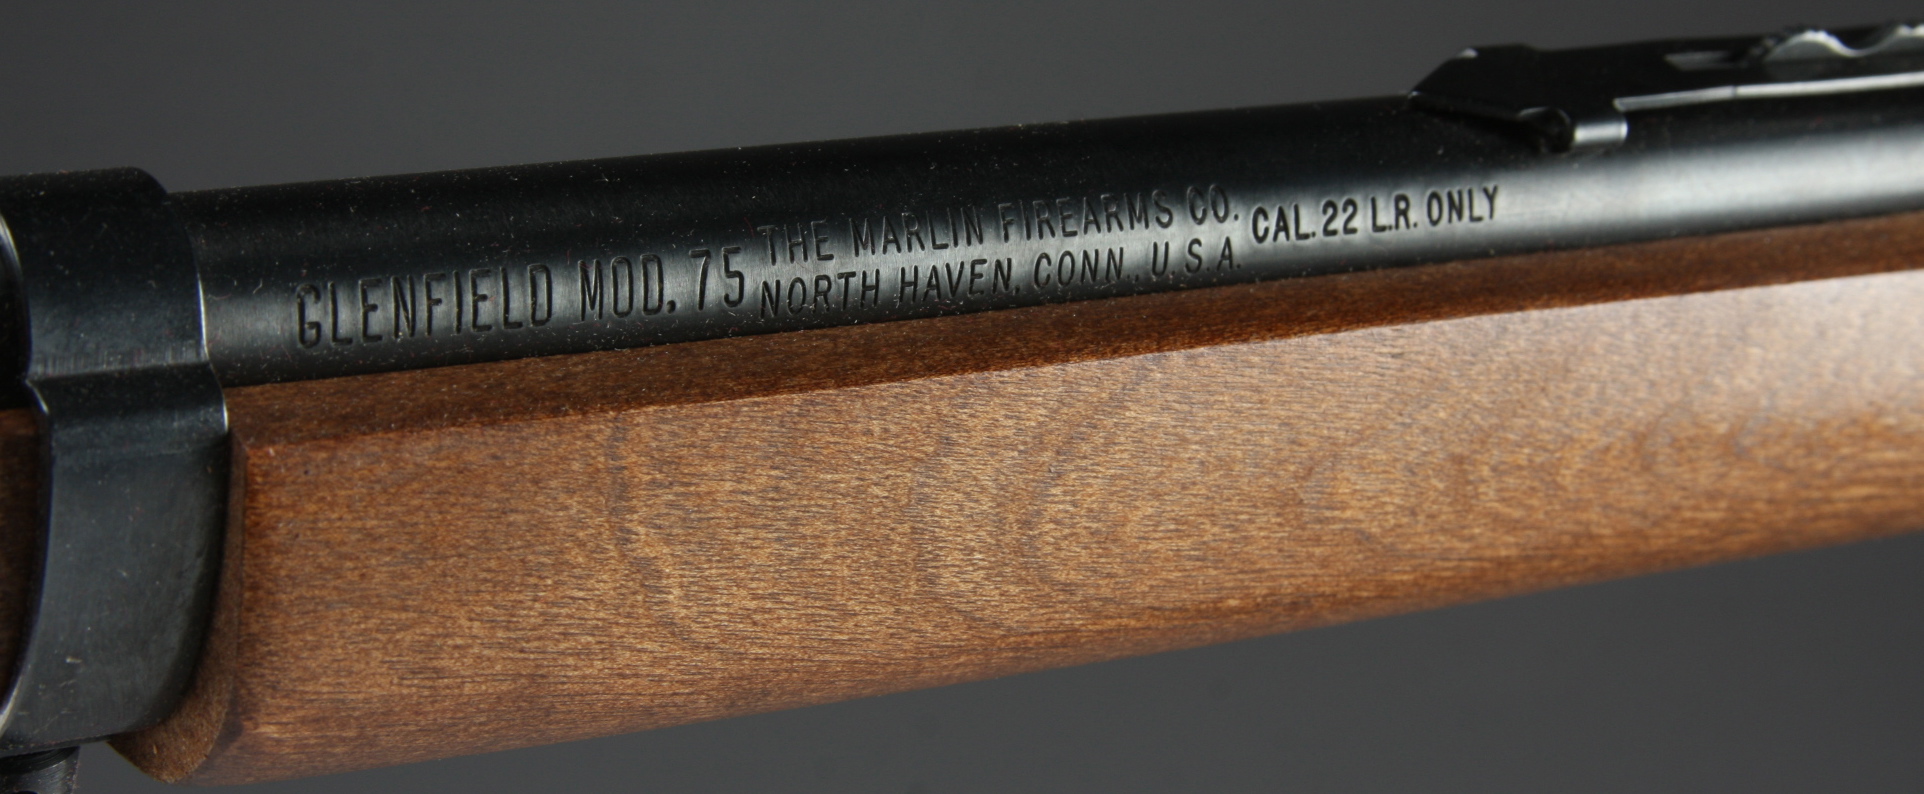 GLENFIELD MOD. 75
THE MARLIN FIREARMS CO.
NORTH HAVEN, CONN., U.S.A.
CAL. 22 L.R. ONLY